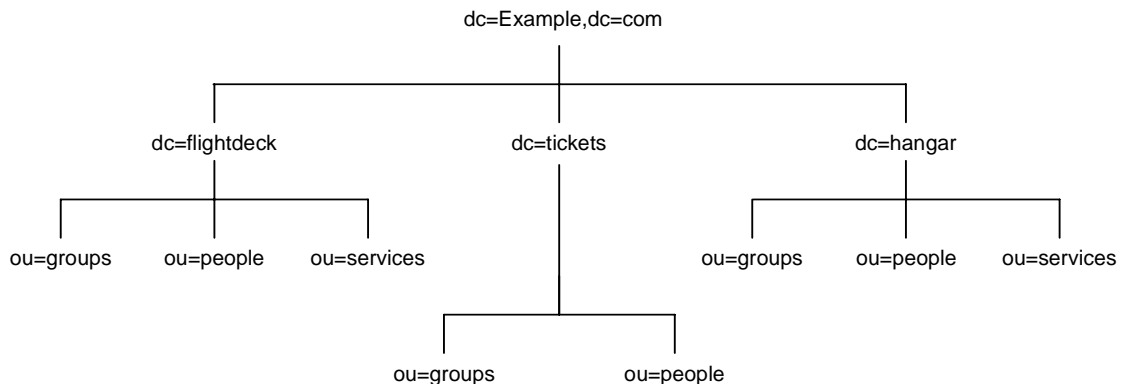 dc=Example,dc=com
dc=flightdeck dc=tickets dc=hangar
ou=groups ou=people ou=services ou=groups ou=people ou=services
ou=groups ou=people